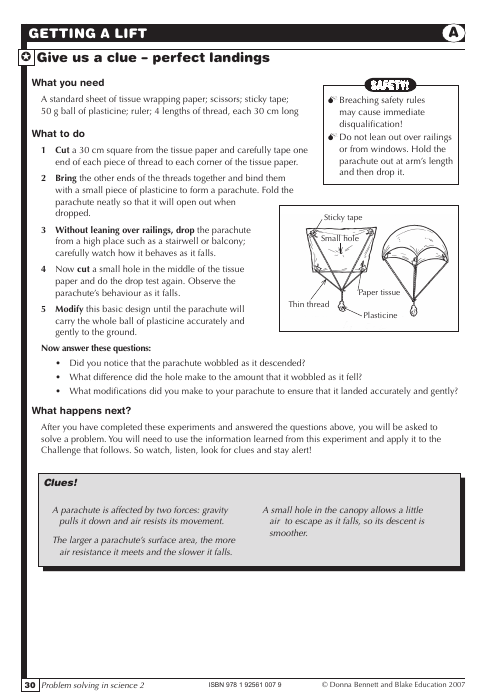 GETTING A LIFT
A
Give us a clue – perfect landings
What you need
A standard sheet of tissue wrapping paper; scissors; sticky tape;
50 g ball of plasticine; ruler; 4 lengths of thread, each 30 cm long
What to do
1 Cut a 30 cm square from the tissue paper and carefully tape one
end of each piece of thread to each corner of the tissue paper.
2 Bring the other ends of the threads together and bind them
with a small piece of plasticine to form a parachute. Fold the
parachute neatly so that it will open out when
dropped.
3 Without leaning over railings, drop the parachute
from a high place such as a stairwell or balcony;
carefully watch how it behaves as it falls.
4 Now cut a small hole in the middle of the tissue
paper and do the drop test again. Observe the
parachute's behaviour as it falls.
5 Modify this basic design until the parachute will
carry the whole ball of plasticine accurately and
gently to the ground.
SAFETY!
Breaching safety rules
may cause immediate
disqualification!
Do not lean out over railings
or from windows. Hold the
parachute out at arm's length
and then drop it.
Sticky tape
Small hole
Paper tissue
Thin thread
Plasticine
Now answer these questions:
• Did you notice that the parachute wobbled as it descended?
• What difference did the hole make to the amount that it wobbled as it fell?
• What modifications did you make to your parachute to ensure that it landed accurately and gently?
What happens next?
After you have completed these experiments and answered the questions above, you will be asked to
solve a problem. You will need to use the information learned from this experiment and apply it to the
Challenge that follows. So watch, listen, look for clues and stay alert!
Clues!
A parachute is affected by two forces: gravity
pulls it down and air resists its movement.
The larger a parachute's surface area, the more
air resistance it meets and the slower it falls.
A small hole in the canopy allows a little
air to escape as it falls, so its descent is
smoother.
30 Problem solving in science 2
ISBN 978 1 92561 007 9
© Donna Bennett and Blake Education 2007